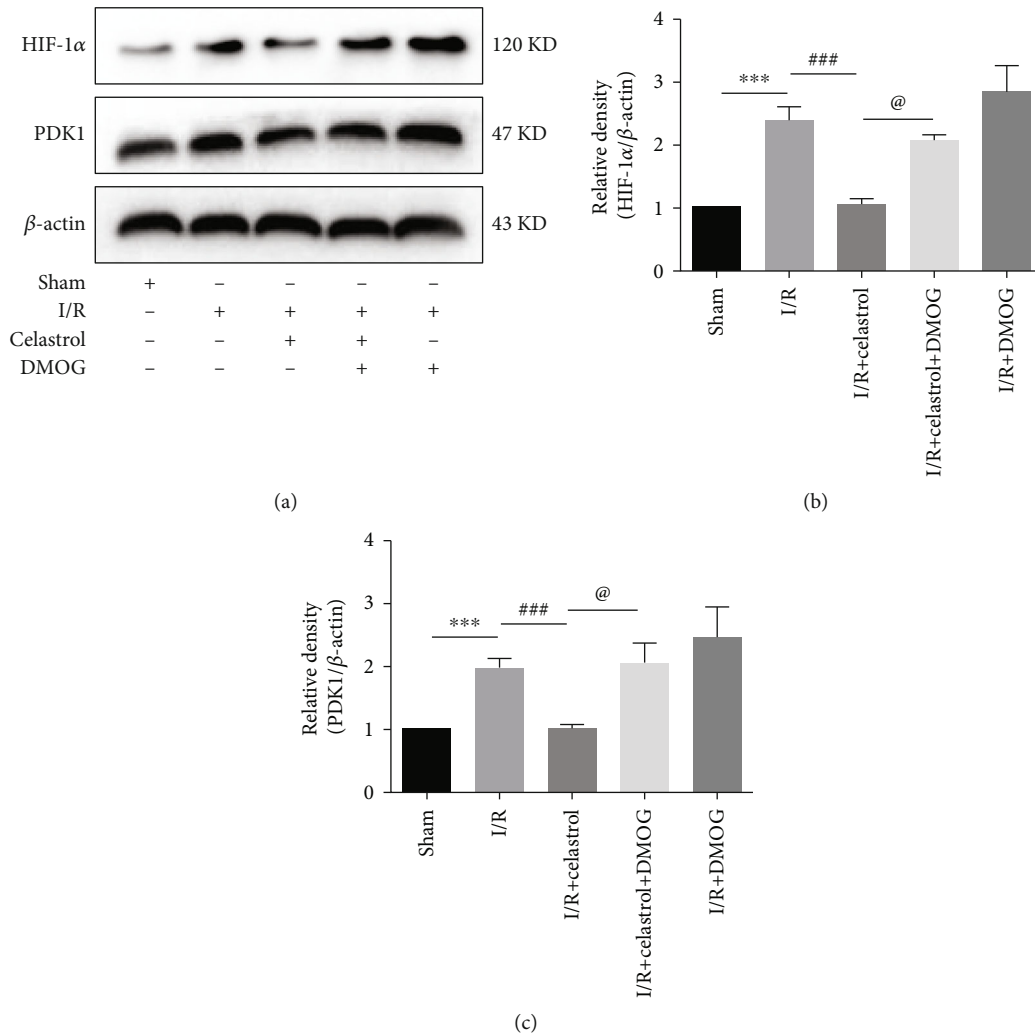 HIF-1α 120 KD
PDK1 47 KD
β-actin 43 KD
Sham + – – – –
I/R – + + + +
Celastrol – – + + –
DMOG – – – + +
(a)
Relative density
(HIF-1α/β-actin)
4
3
2
1
0
***
###
@
Sham
I/R
I/R+celastrol
I/R+celastrol+DMOG
I/R+DMOG
(b)
Relative density
(PDK1/β-actin)
4
3
2
1
0
***
###
@
Sham
I/R
I/R+celastrol
I/R+celastrol+DMOG
I/R+DMOG
(c)